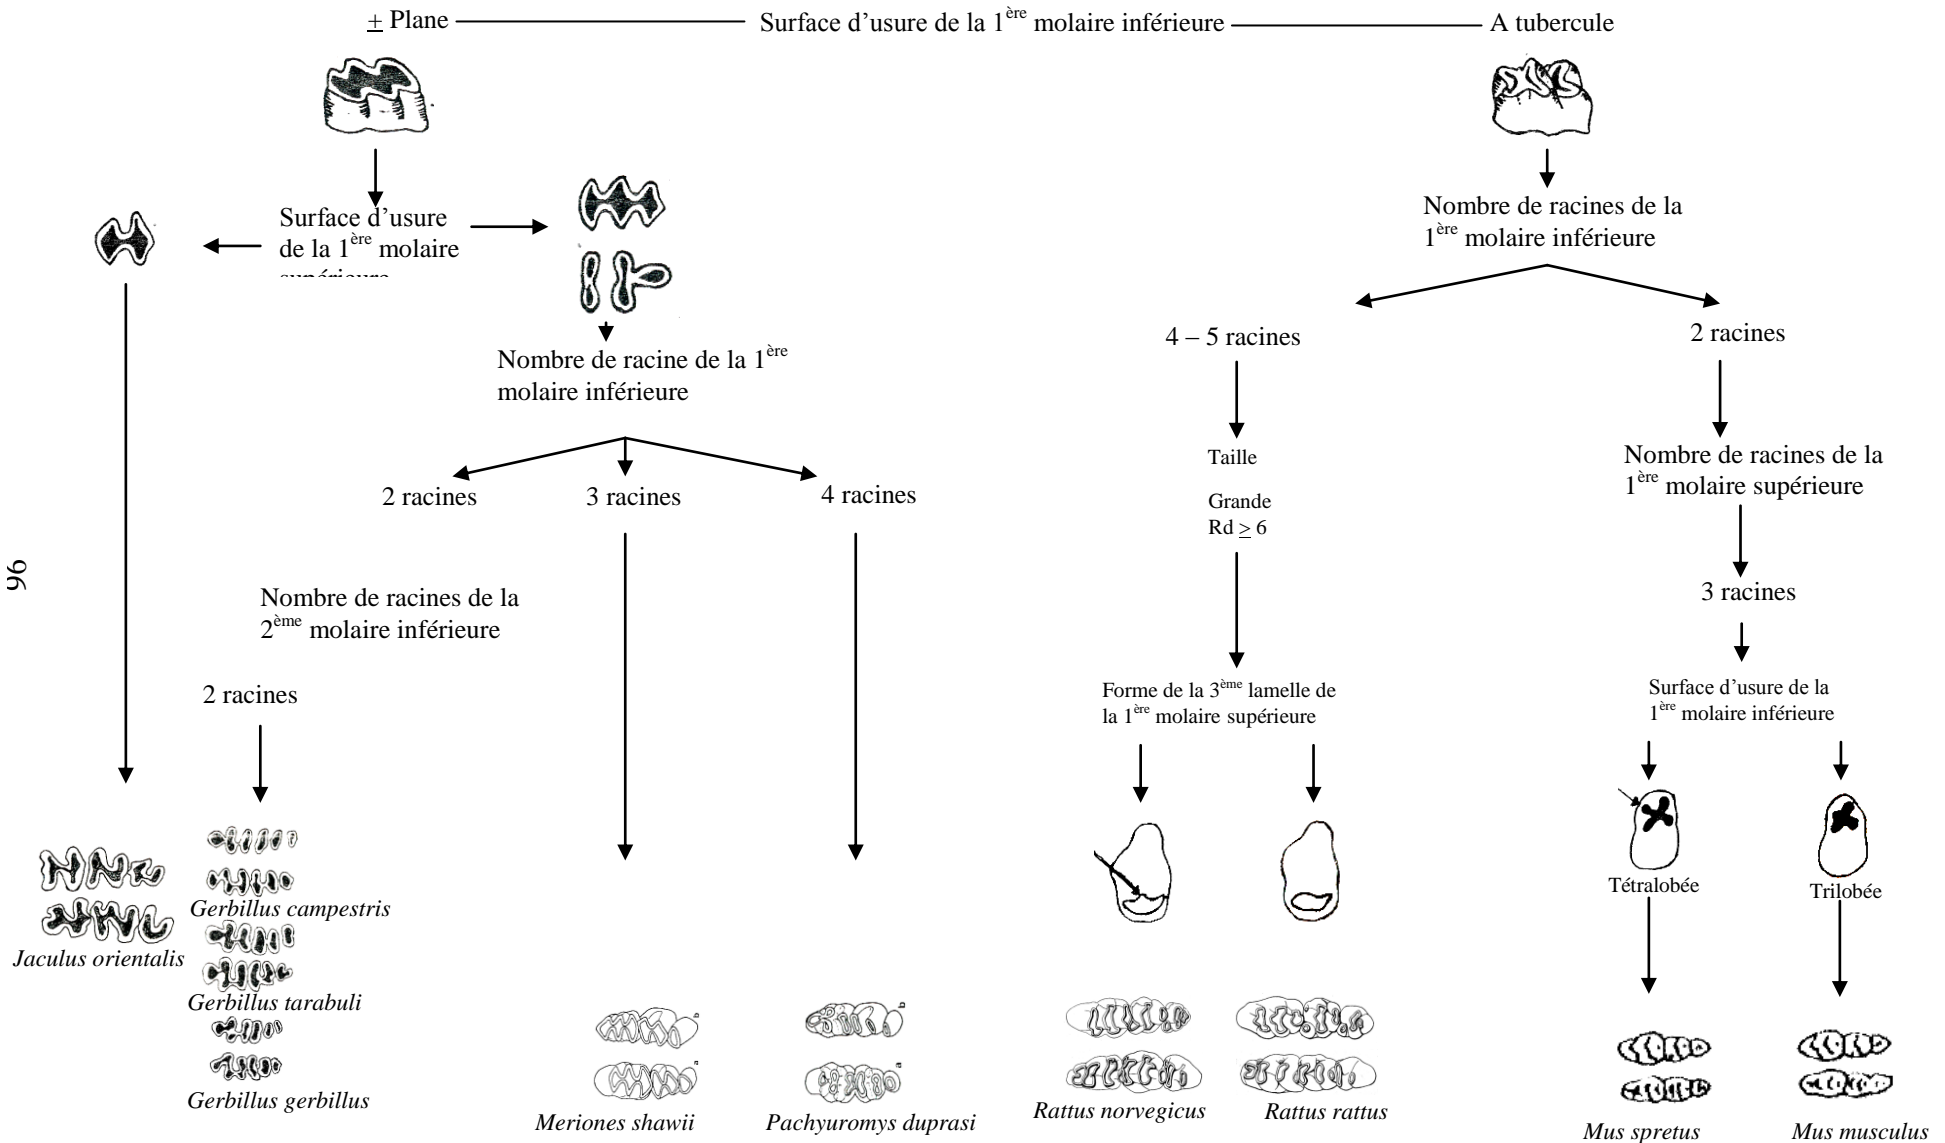 ± Plane
Surface d’usure de la 1ère molaire inférieure
A tubercule
Surface d’usure
de la 1ère molaire
supérieure
Nombre de racine de la 1ère
molaire inférieure
2 racines
3 racines
4 racines
Nombre de racines de la
2ème molaire inférieure
2 racines
Nombre de racines de la
1ère molaire inférieure
4 – 5 racines
2 racines
Taille
Grande
Rd ≥ 6
Nombre de racines de la
1ère molaire supérieure
3 racines
Forme de la 3ème lamelle de
la 1ère molaire supérieure
Surface d’usure de la
1ère molaire inférieure
Tétralobée
Trilobée
Jaculus orientalis
Gerbillus campestris
Gerbillus tarabuli
Gerbillus gerbillus
Meriones shawii
b
a
Pachyuromys duprasi
b
a
Rattus norvegicus
Rattus rattus
Mus spretus
Mus musculus
96